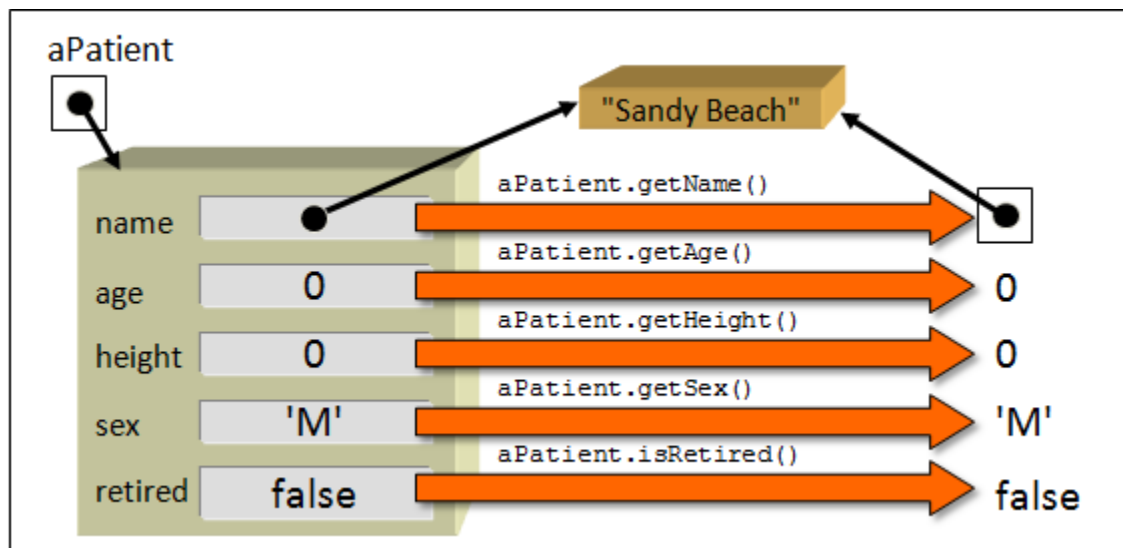 aPatient
"Sandy Beach"
aPatient.getName()
name
aPatient.getAge()
age 0 0
aPatient.getHeight()
height 0 0
aPatient.getSex()
sex 'M' 'M'
aPatient.isRetired()
retired false false